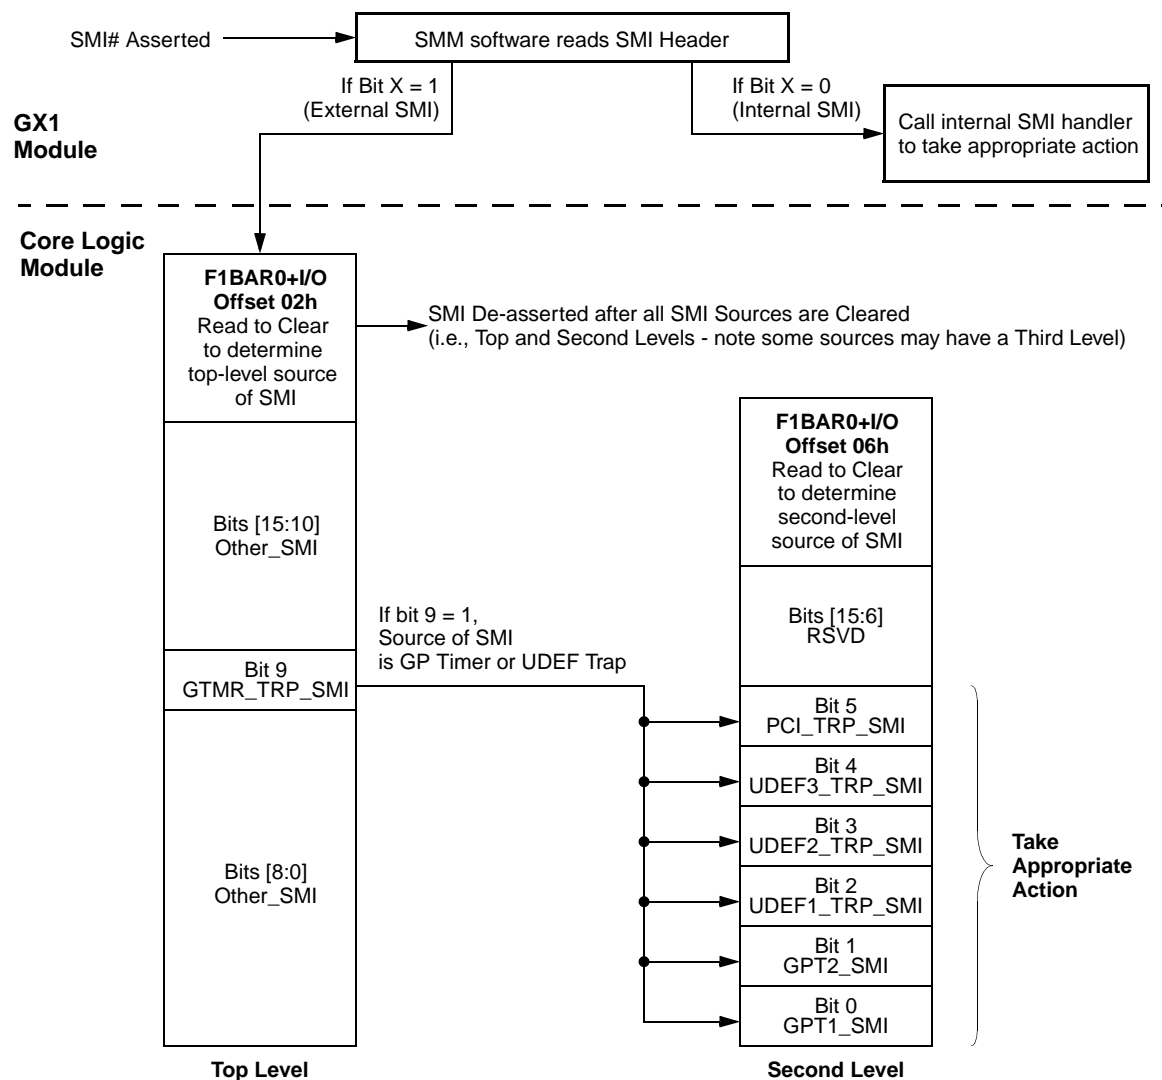 SMI# Asserted
SMM software reads SMI Header
If Bit X = 1
(External SMI)
If Bit X = 0
(Internal SMI)
GX1
Module
Call internal SMI handler
to take appropriate action
Core Logic
Module
F1BAR0+I/O
Offset 02h
Read to Clear
to determine
top-level source
of SMI
SMI De-asserted after all SMI Sources are Cleared
(i.e., Top and Second Levels - note some sources may have a Third Level)
Bits [15:10]
Other_SMI
If bit 9 = 1,
Source of SMI
is GP Timer or UDEF Trap
Bit 9
GTMR_TRP_SMI
Bits [8:0]
Other_SMI
Top Level
F1BAR0+I/O
Offset 06h
Read to Clear
to determine
second-level
source of SMI
Bits [15:6]
RSVD
Bit 5
PCI_TRP_SMI
Bit 4
UDEF3_TRP_SMI
Bit 3
UDEF2_TRP_SMI
Bit 2
UDEF1_TRP_SMI
Bit 1
GPT2_SMI
Bit 0
GPT1_SMI
Second Level
Take
Appropriate
Action